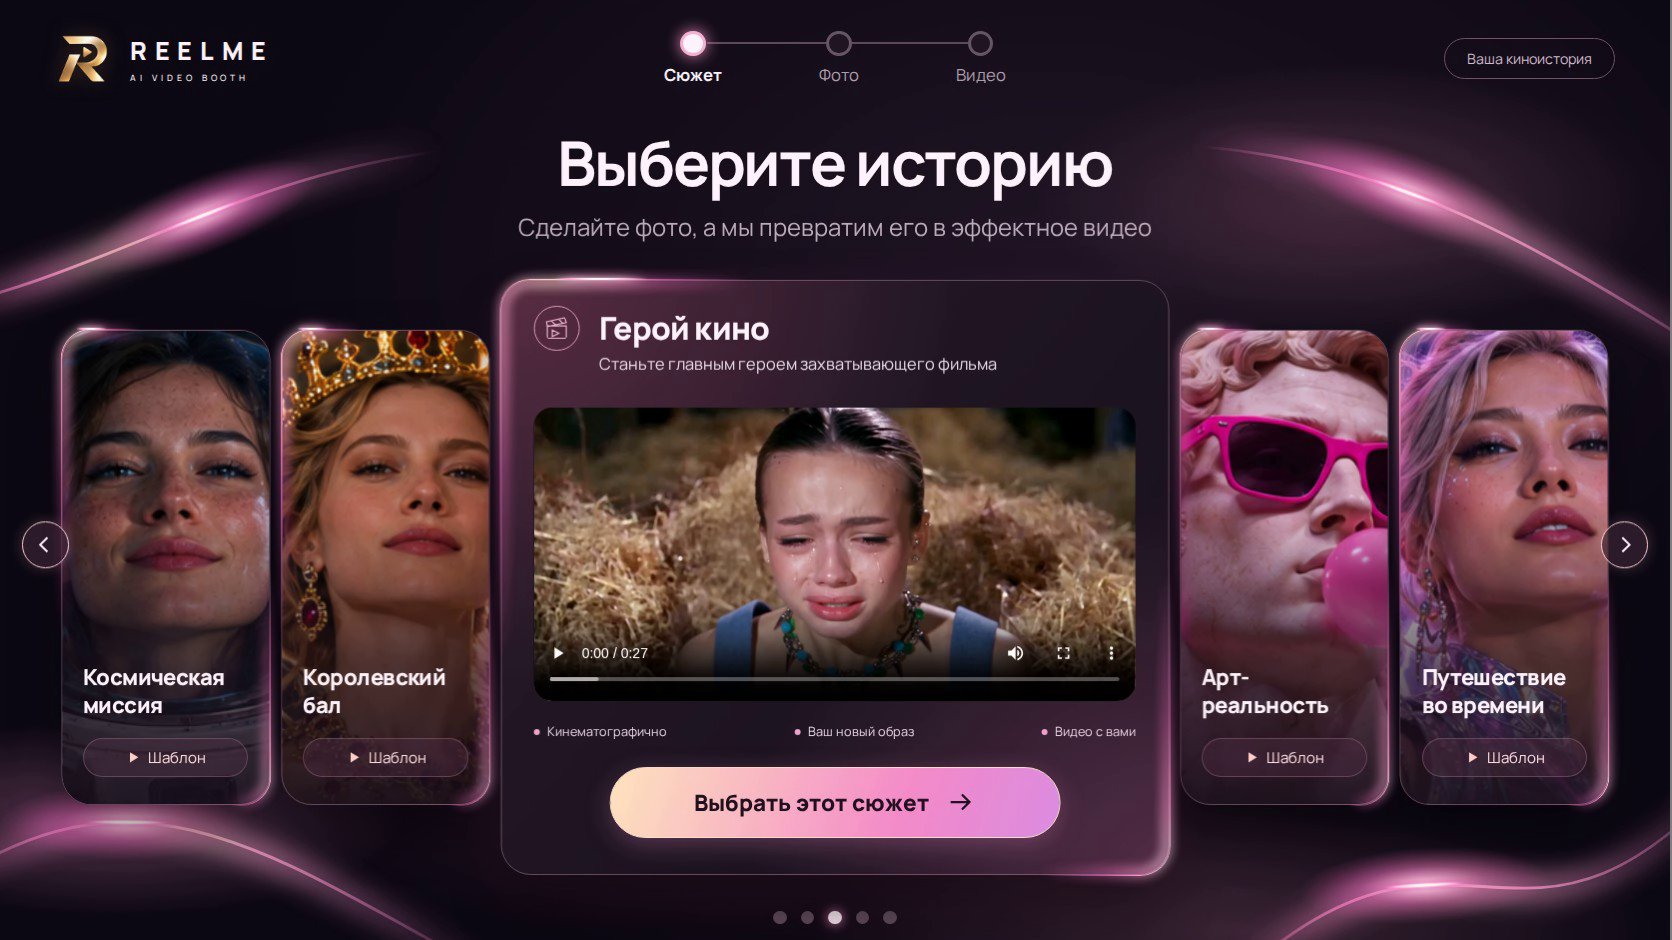 REELME
AI VIDEO BOOTH
Сюжет
Фото
Видео
Ваша киноистория
Выберите историю
Сделайте фото, а мы превратим его в эффектное видео
Герой кино
Станьте главным героем захватывающего фильма
0:00 / 0:27
Космическая
миссия
Шаблон
Королевский
бал
Шаблон
Кинематографично
Ваш новый образ
Видео с вами
Выбрать этот сюжет
Арт-
реальность
Шаблон
Путешествие
во времени
Шаблон